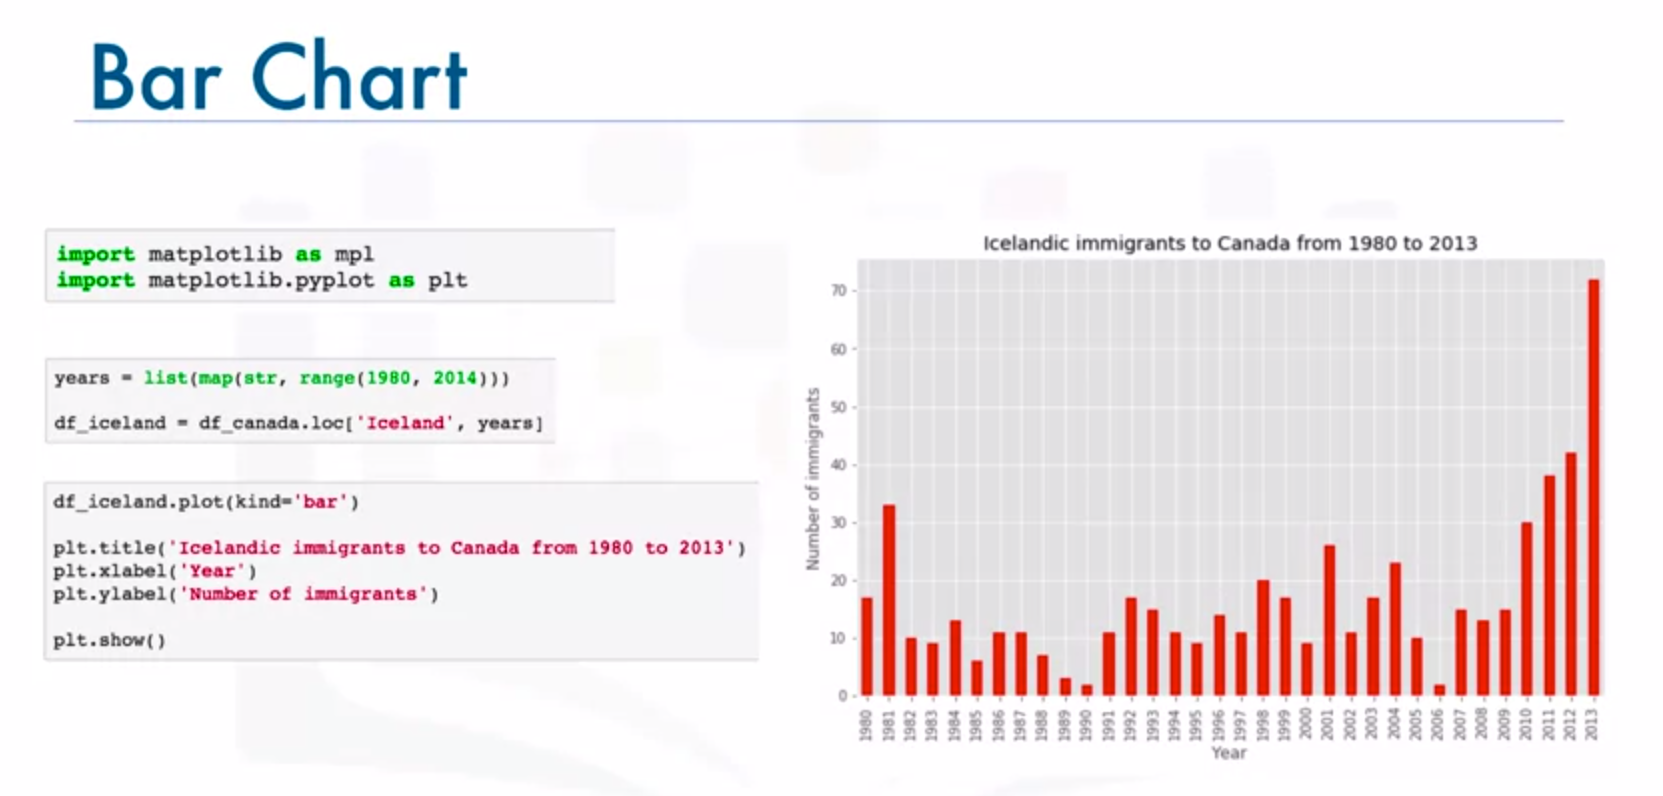 Bar Chart
import matplotlib as mpl
import matplotlib.pyplot as plt
years = list(map(str, range(1980, 2014)))
df_iceland = df_canada.loc['Iceland', years]
df_iceland.plot(kind='bar')
plt.title('Icelandic immigrants to Canada from 1980 to 2013')
plt.xlabel('Year')
plt.ylabel('Number of immigrants')
plt.show()
Icelandic immigrants to Canada from 1980 to 2013
Number of immigrants
70
60
50
40
30
20
10
0
1980 1981 1982 1983 1984 1985 1986 1987 1988 1989 1990 1991 1992 1993 1994 1995 1996 1997 1998 1999 2000 2001 2002 2003 2004 2005 2006 2007 2008 2009 2010 2011 2012 2013
Year